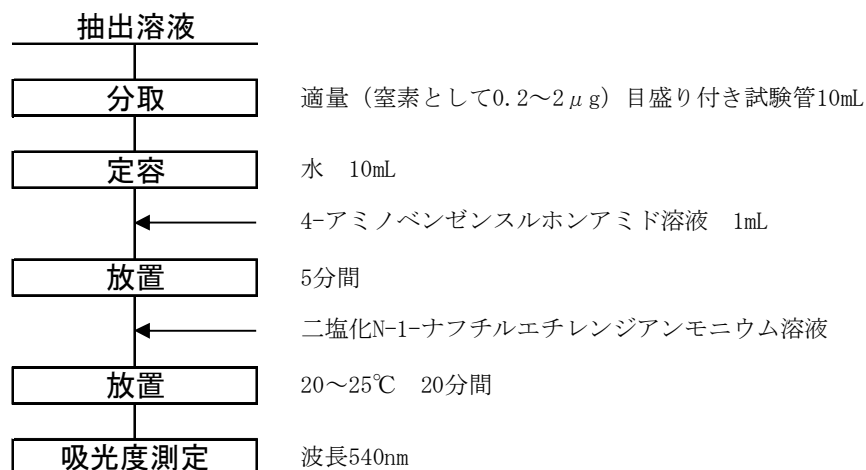 抽出溶液
分取 適量（窒素として0.2～2μg）目盛り付き試験管10mL
定容 水 10mL
4-アミノベンゼンスルホンアミド溶液 1mL
放置 5分間
二塩化N-1-ナフチルエチレンジアンモニウム溶液
放置 20～25℃ 20分間
吸光度測定 波長540nm